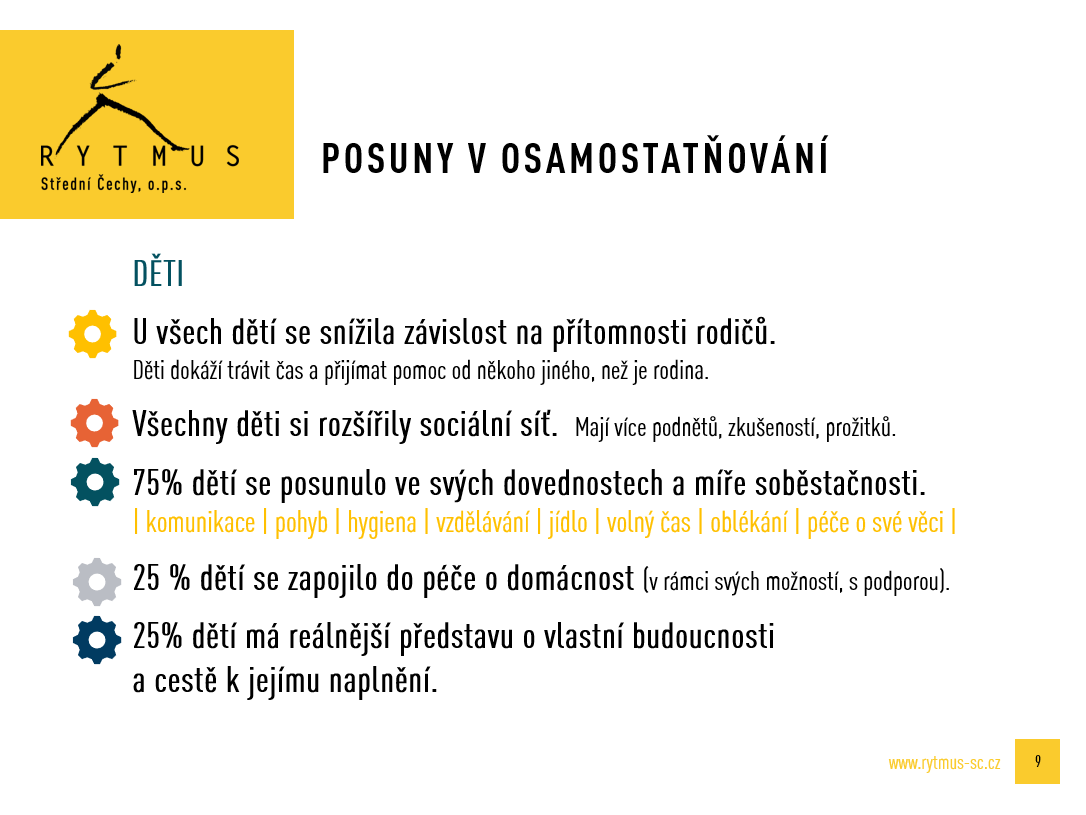 RYTMUS
Střední Čechy, o.p.s.
POSUNY V OSAMOSTATŇOVÁNÍ
DĚTI
U všech dětí se snížila závislost na přítomnosti rodičů.
Děti dokáží trávit čas a přijímat pomoc od někoho jiného, než je rodina.
Všechny děti si rozšířily sociální síť. Mají více podnětů, zkušeností, prožitků.
75% dětí se posunulo ve svých dovednostech a míře soběstačnosti.
| komunikace | pohyb | hygiena | vzdělávání | jídlo | volný čas | oblékání | péče o své věci |
25 % dětí se zapojilo do péče o domácnost (v rámci svých možností, s podporou).
25% dětí má reálnější představu o vlastní budoucnosti
a cestě k jejímu naplnění.
www.rytmus-sc.cz
9